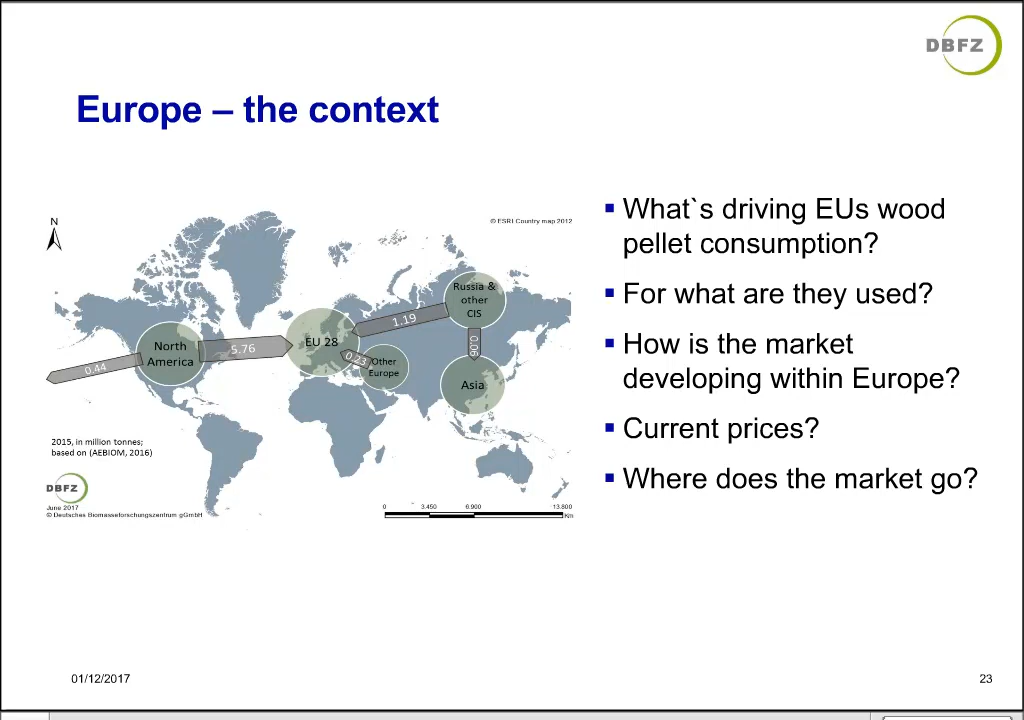 DBFZ
Europe – the context
N
© ESRI Country map 2012
Russia &
other
CIS
1.19
EU 28
North
America
5.76
0.44
0.23
Other
Europe
0.06
Asia
2015, in million tonnes;
based on (AEBIOM, 2016)
DBFZ
June 2017
© Deutsches Biomasseforschungszentrum gGmbH
0 3.450 6.900 13.800
Km
▪ What`s driving EUs wood
pellet consumption?
▪ For what are they used?
▪ How is the market
developing within Europe?
▪ Current prices?
▪ Where does the market go?
01/12/2017
23